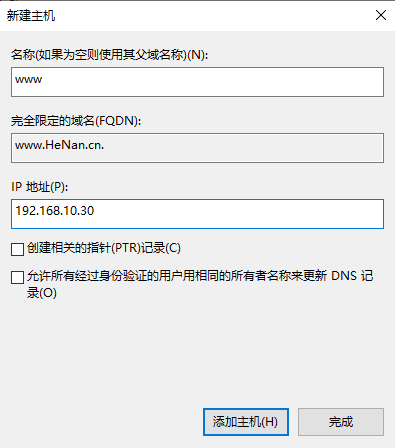 新建主机
名称(如果为空则使用其父域名称)(N):
www
完全限定的域名(FQDN):
www.HeNan.cn.
IP 地址(P):
192.168.10.30
创建相关的指针(PTR)记录(C)
允许所有经过身份验证的用户用相同的所有者名称来更新 DNS 记
录(O)
添加主机(H)
完成